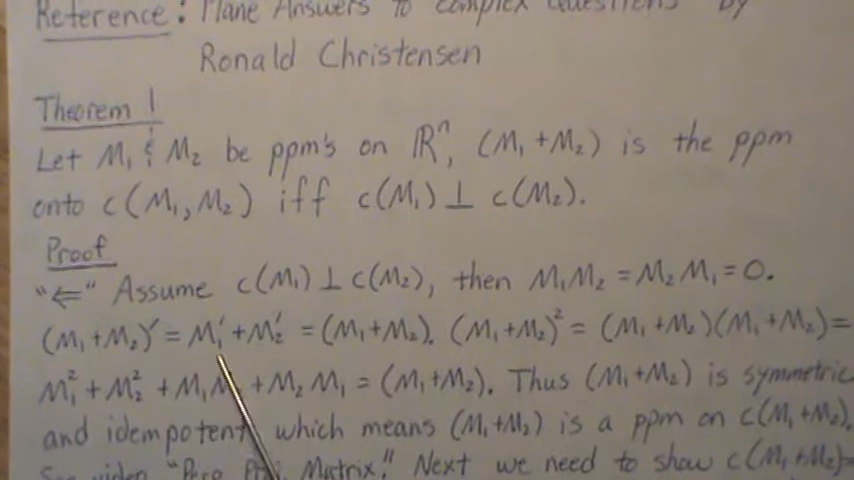 Reference: Plane Answers to Complex Questions by
Ronald Christensen
Theorem 1
Let M₁ & M₂ be ppm's on ℝⁿ, (M₁+M₂) is the ppm
onto C(M₁,M₂) iff C(M₁)⊥C(M₂).
Proof
"⇐" Assume C(M₁)⊥C(M₂), then M₁M₂=M₂M₁=0.
(M₁+M₂)'=M₁'+M₂'=(M₁+M₂). (M₁+M₂)²=(M₁+M₂)(M₁+M₂)=
M₁²+M₂²+M₁M₂+M₂M₁=(M₁+M₂). Thus (M₁+M₂) is symmetric
and idempotent, which means (M₁+M₂) is a ppm on C(M₁+M₂).
See video "Perp Proj. Matrix." Next we need to show C(M₁+M₂)=